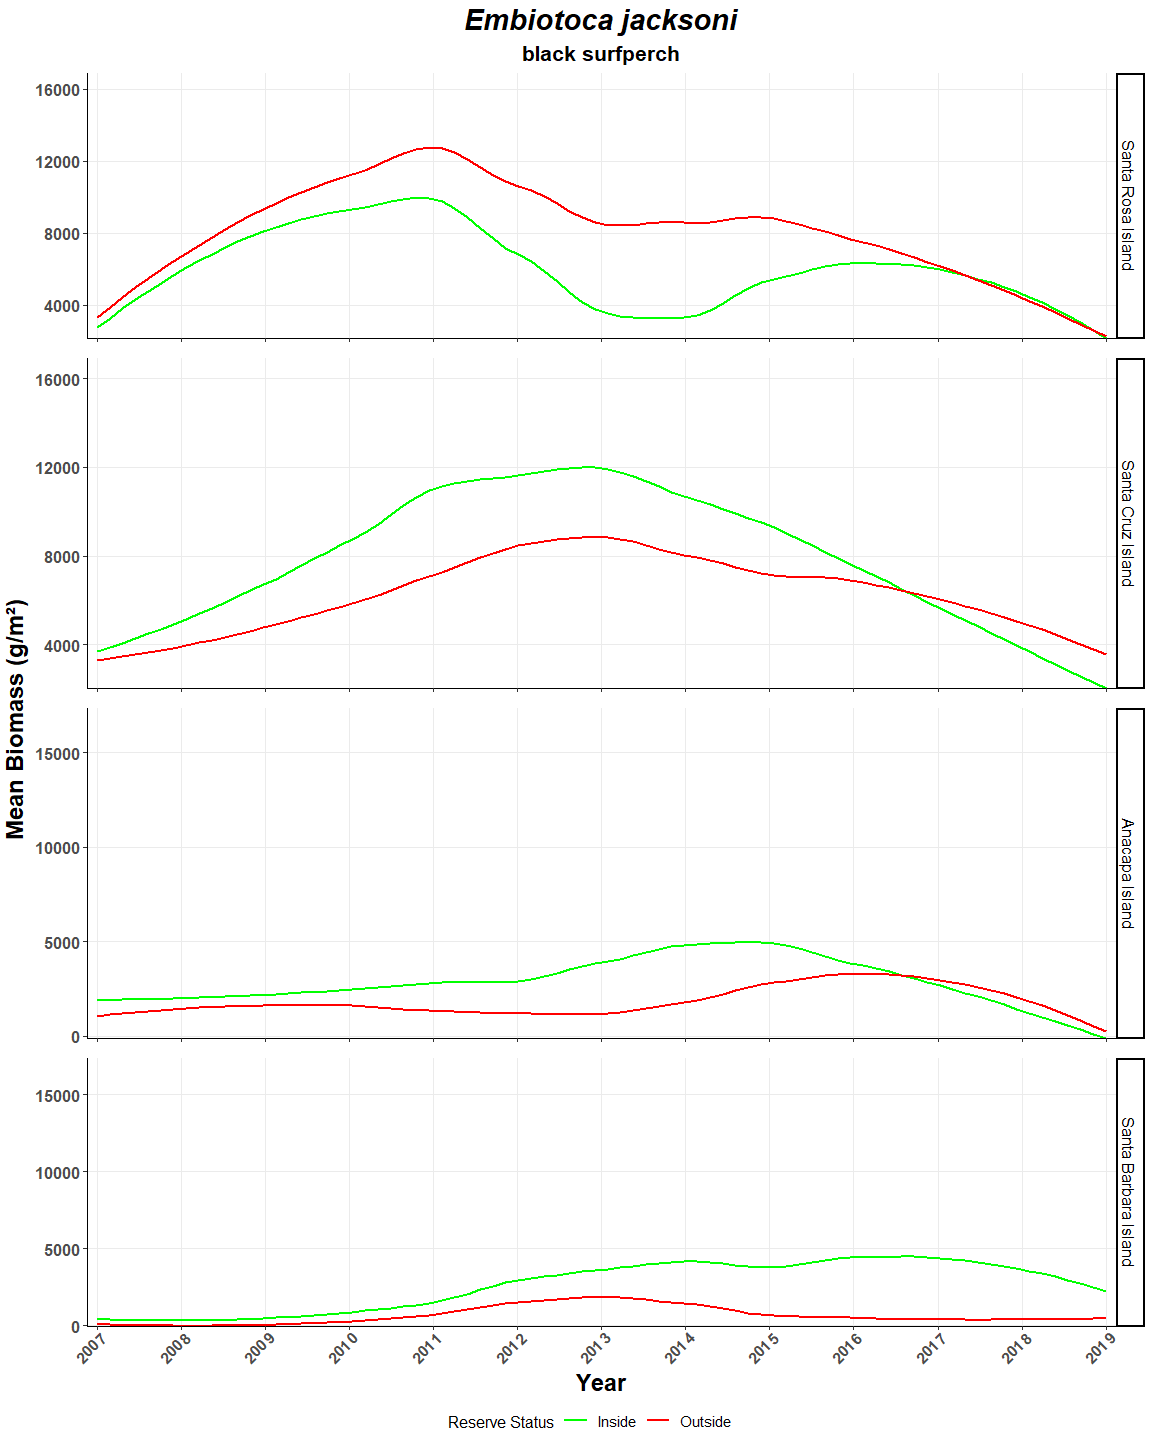 Embiotoca jacksoni
black surfperch
Mean Biomass (g/m²)
16000
12000
8000
4000
Santa Rosa Island
16000
12000
8000
4000
Santa Cruz Island
15000
10000
5000
0
Anacapa Island
15000
10000
5000
0
Santa Barbara Island
2007 2008 2009 2010 2011 2012 2013 2014 2015 2016 2017 2018 2019
Year
Reserve Status Inside Outside